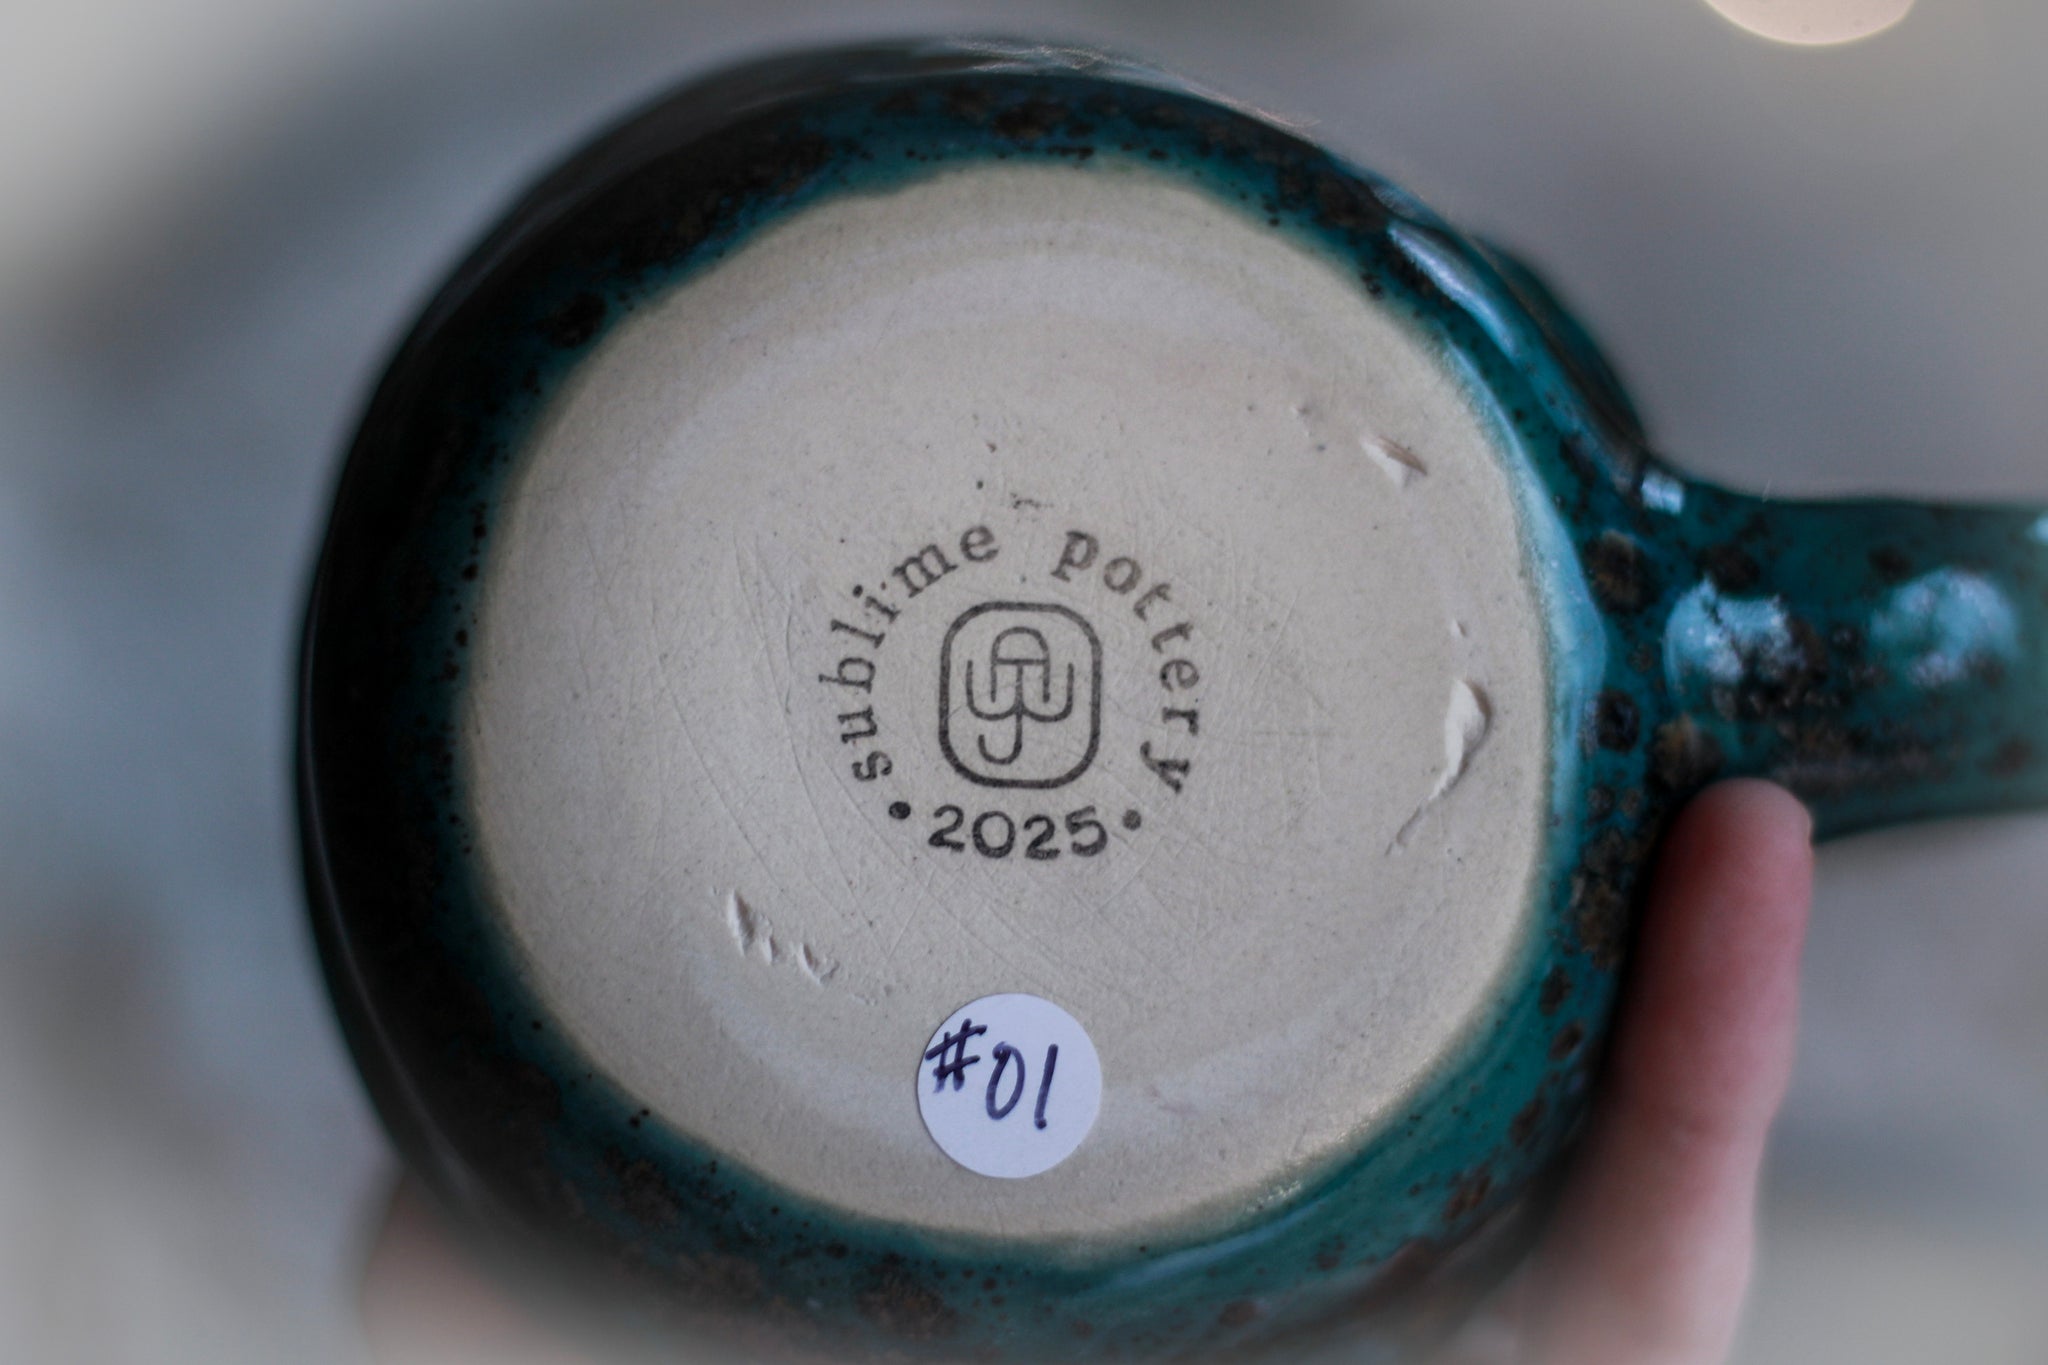 sublime pottery
• 2025 •
#01